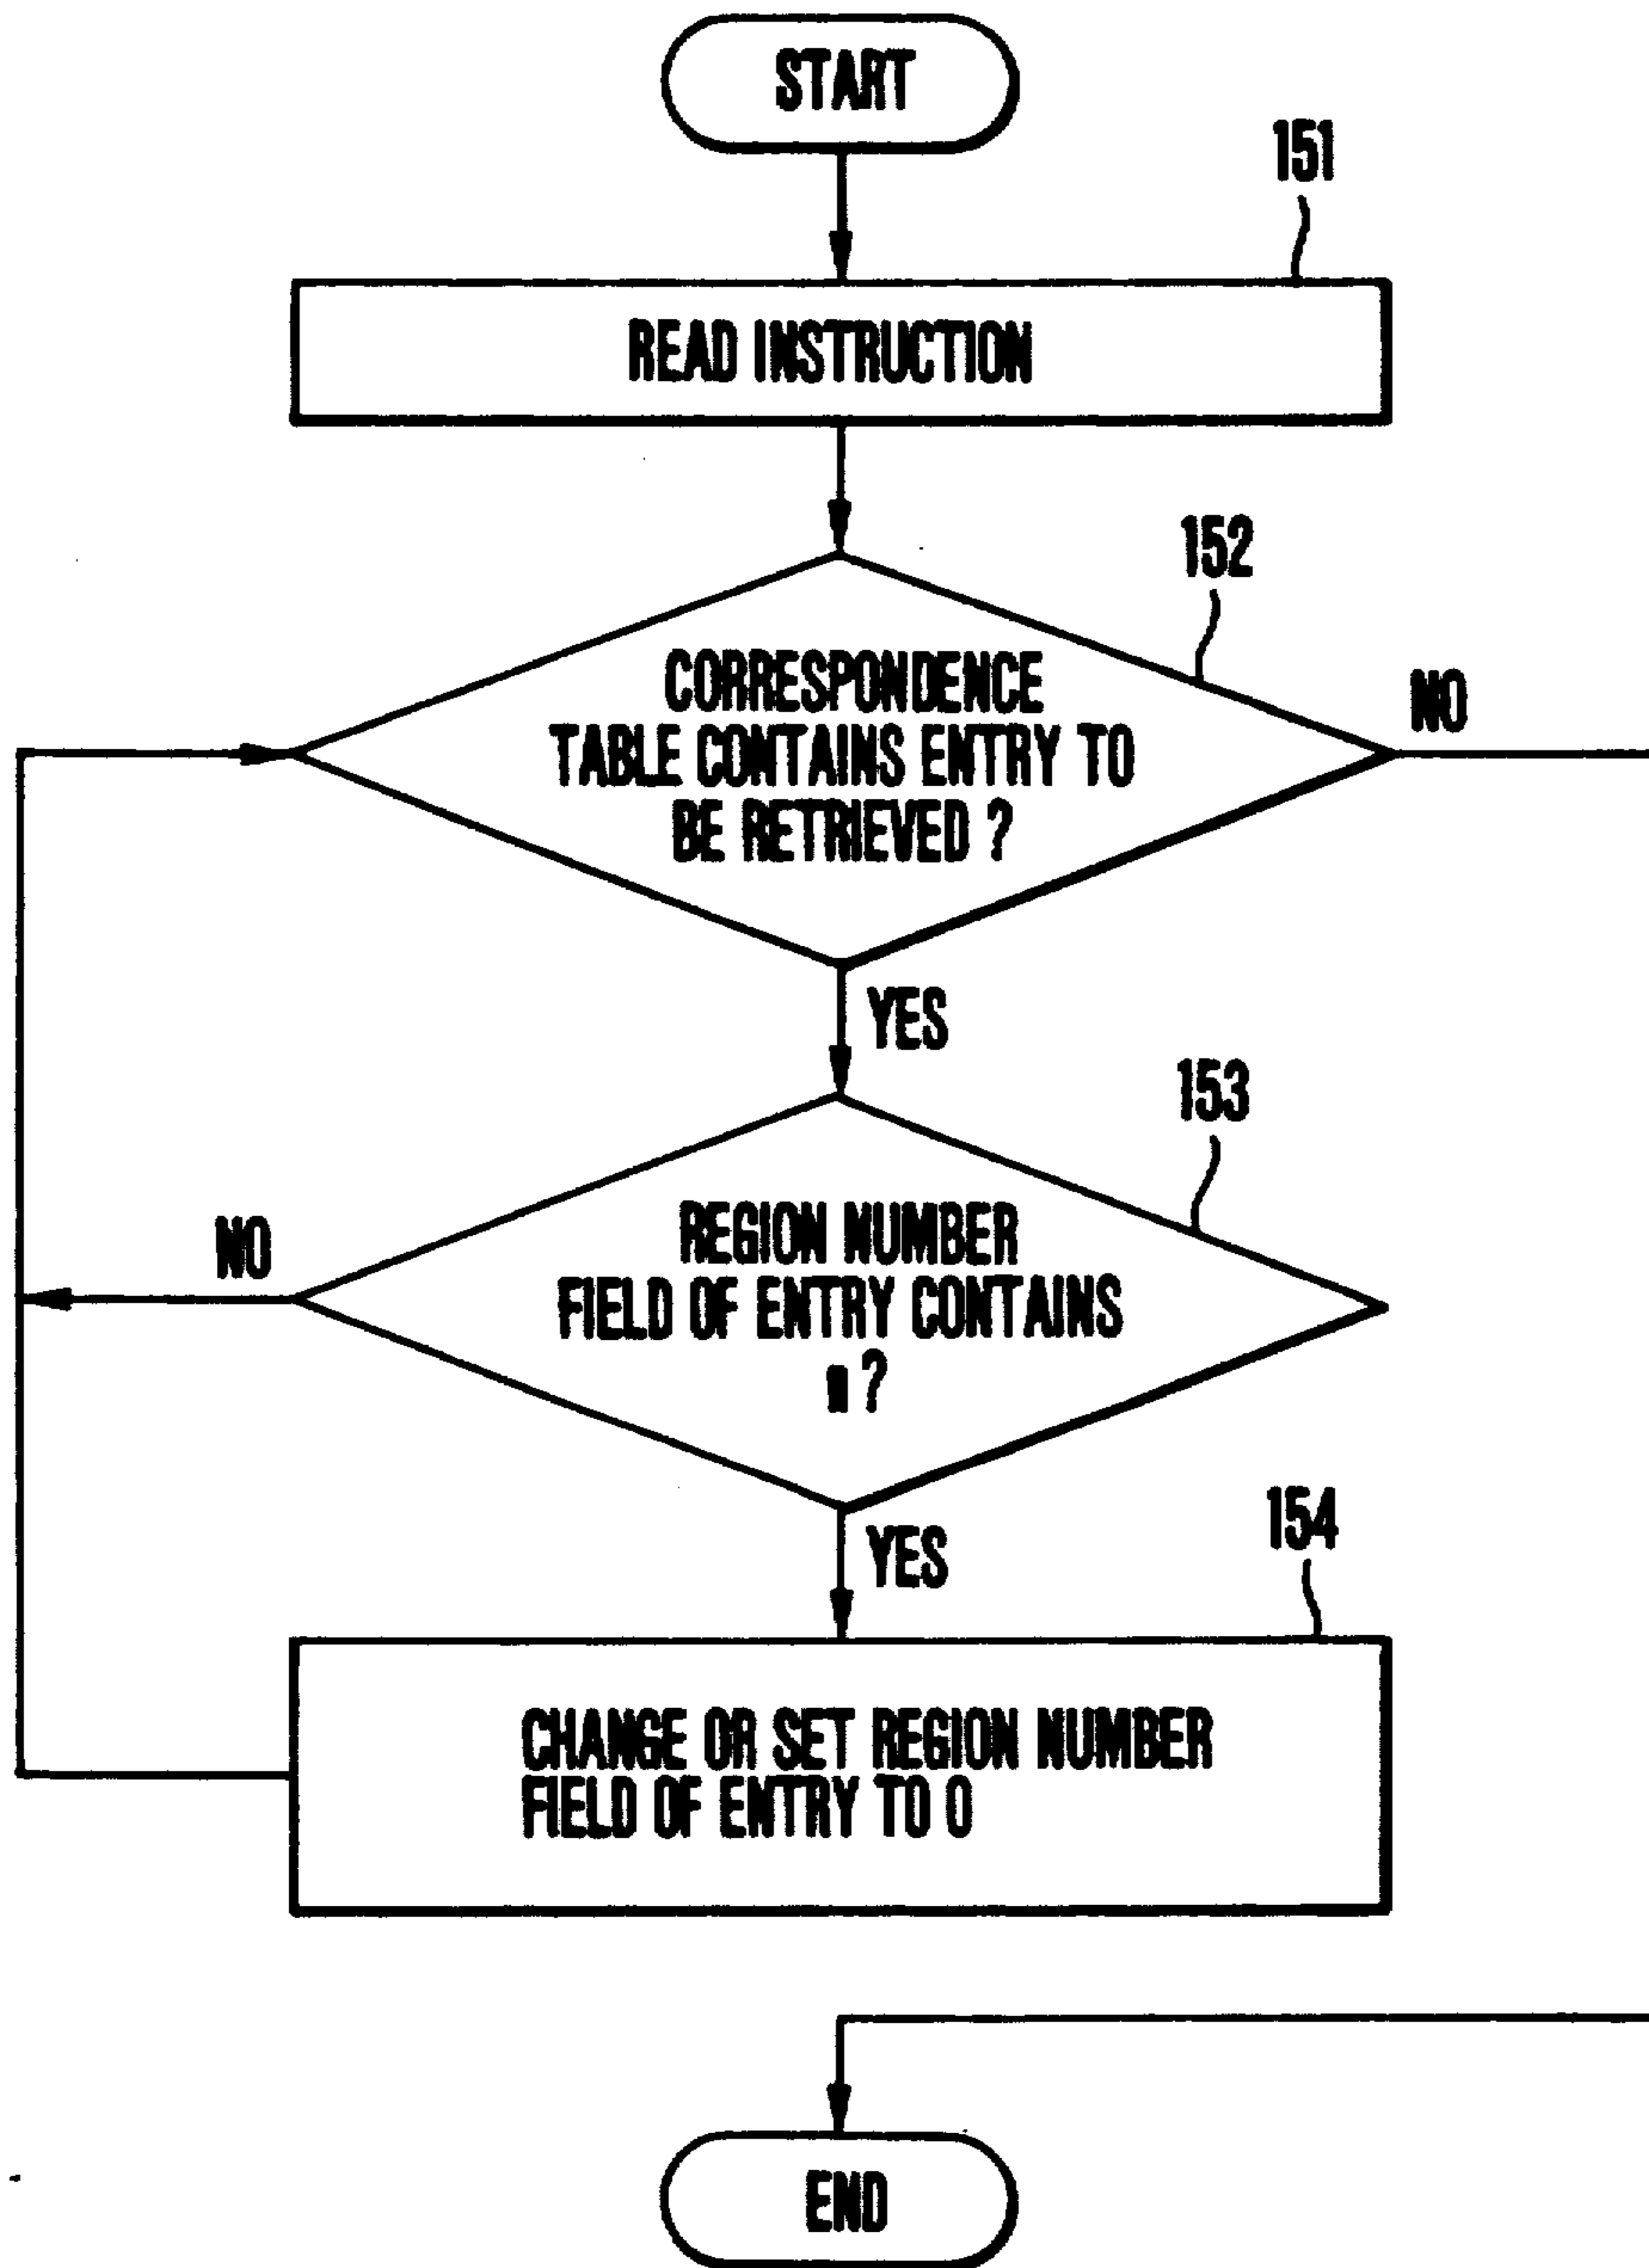 START
151
READ INSTRUCTION
152
CORRESPONDENCE
TABLE CONTAINS ENTRY TO
BE RETRIEVED ?
NO
YES
153
REGION NUMBER
FIELD OF ENTRY CONTAINS
?
NO
YES
154
CHANGE OR SET REGION NUMBER
FIELD OF ENTRY TO 0
END